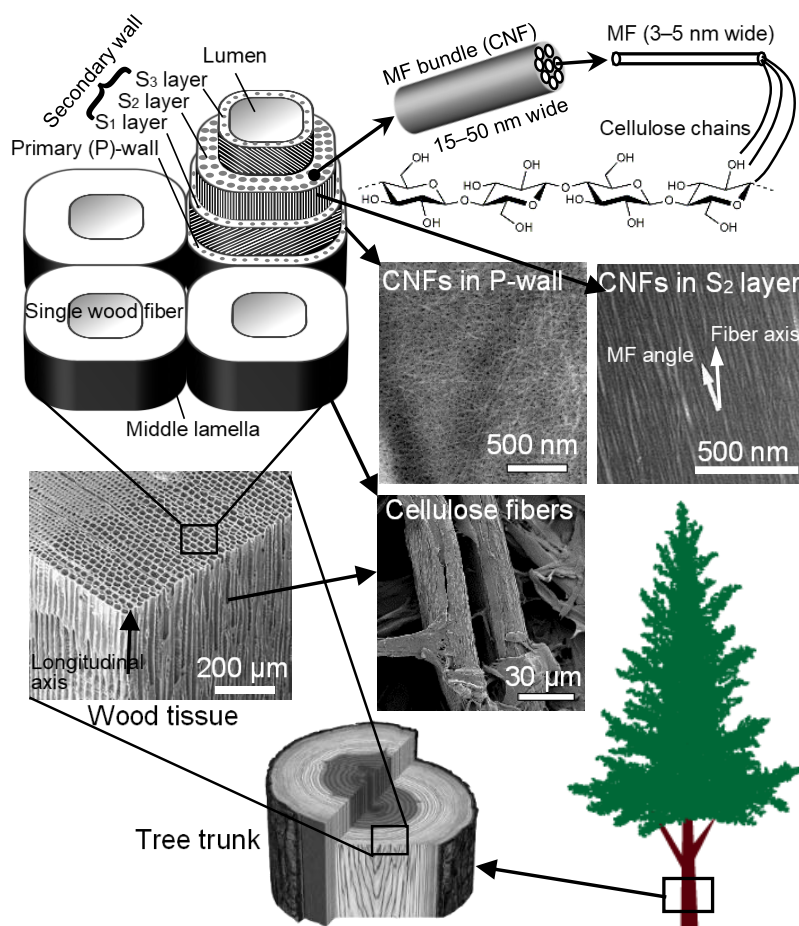 Secondary wall
Lumen
S3 layer
S2 layer
S1 layer
Primary (P)-wall
MF bundle (CNF)
15–50 nm wide
MF (3–5 nm wide)
Cellulose chains
OH
OH
OH
OH
HO
O
OH
O
HO
O
OH
O
HO
O
OH
O
HO
O
OH
O
OH
OH
OH
OH
Single wood fiber
Middle lamella
CNFs in P-wall
500 nm
CNFs in S2 layer
Fiber axis
MF angle
500 nm
Cellulose fibers
30 µm
Longitudinal
axis
200 µm
Wood tissue
Tree trunk